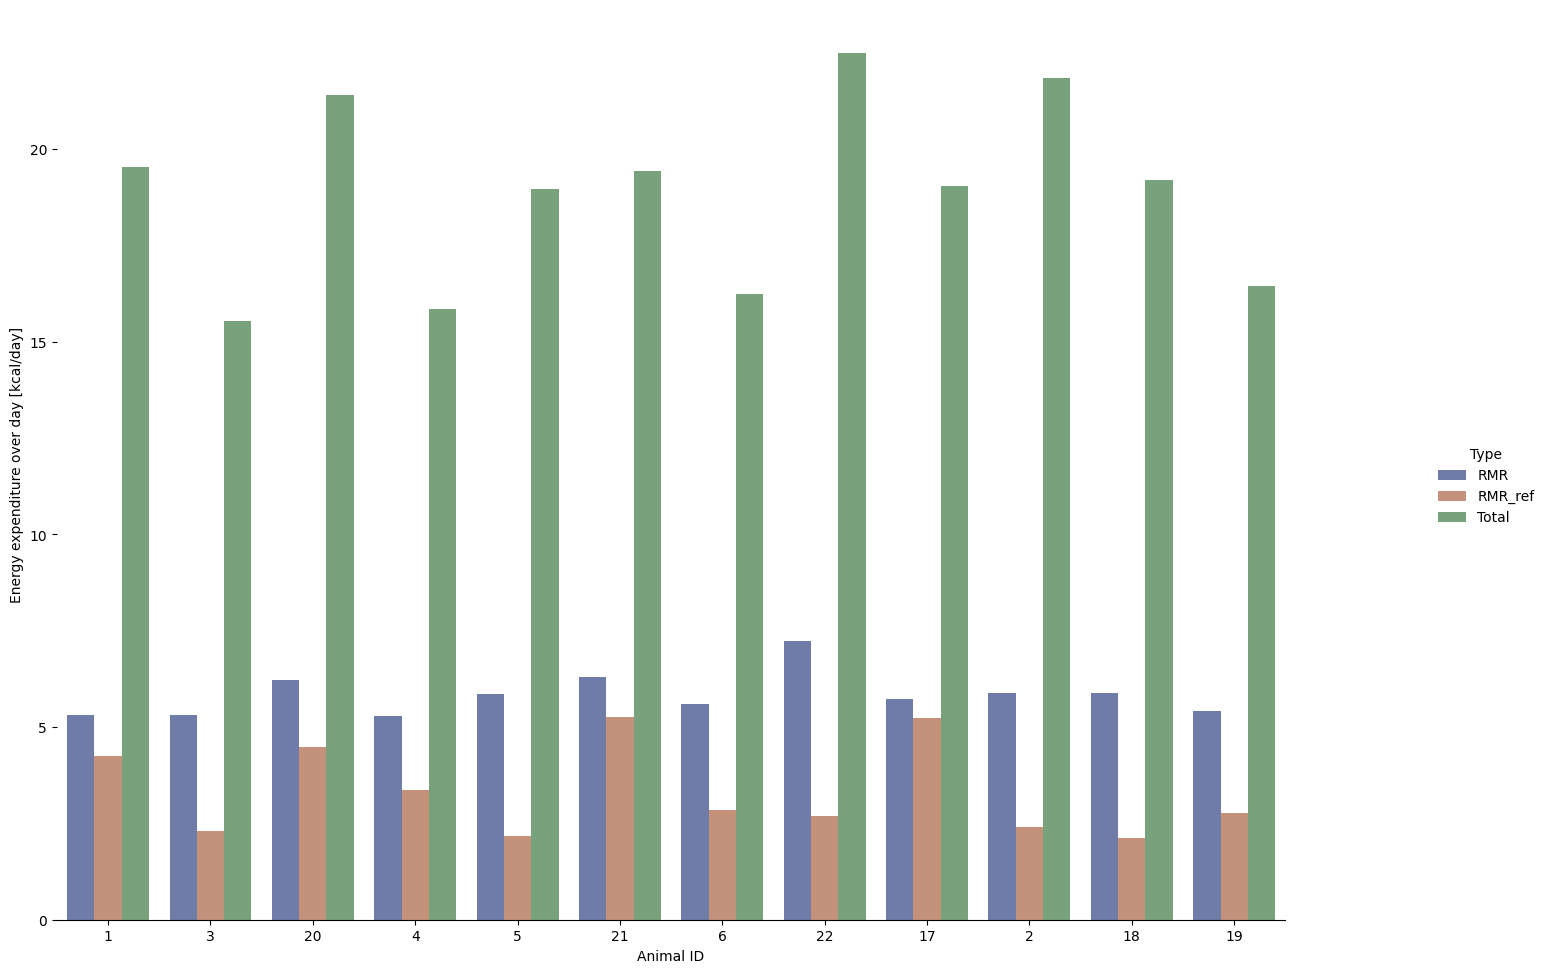 Energy expenditure over day [kcal/day]
20
15
10
5
0
1 3 20 4 5 21 6 22 17 2 18 19
Animal ID
Type
RMR
RMR_ref
Total